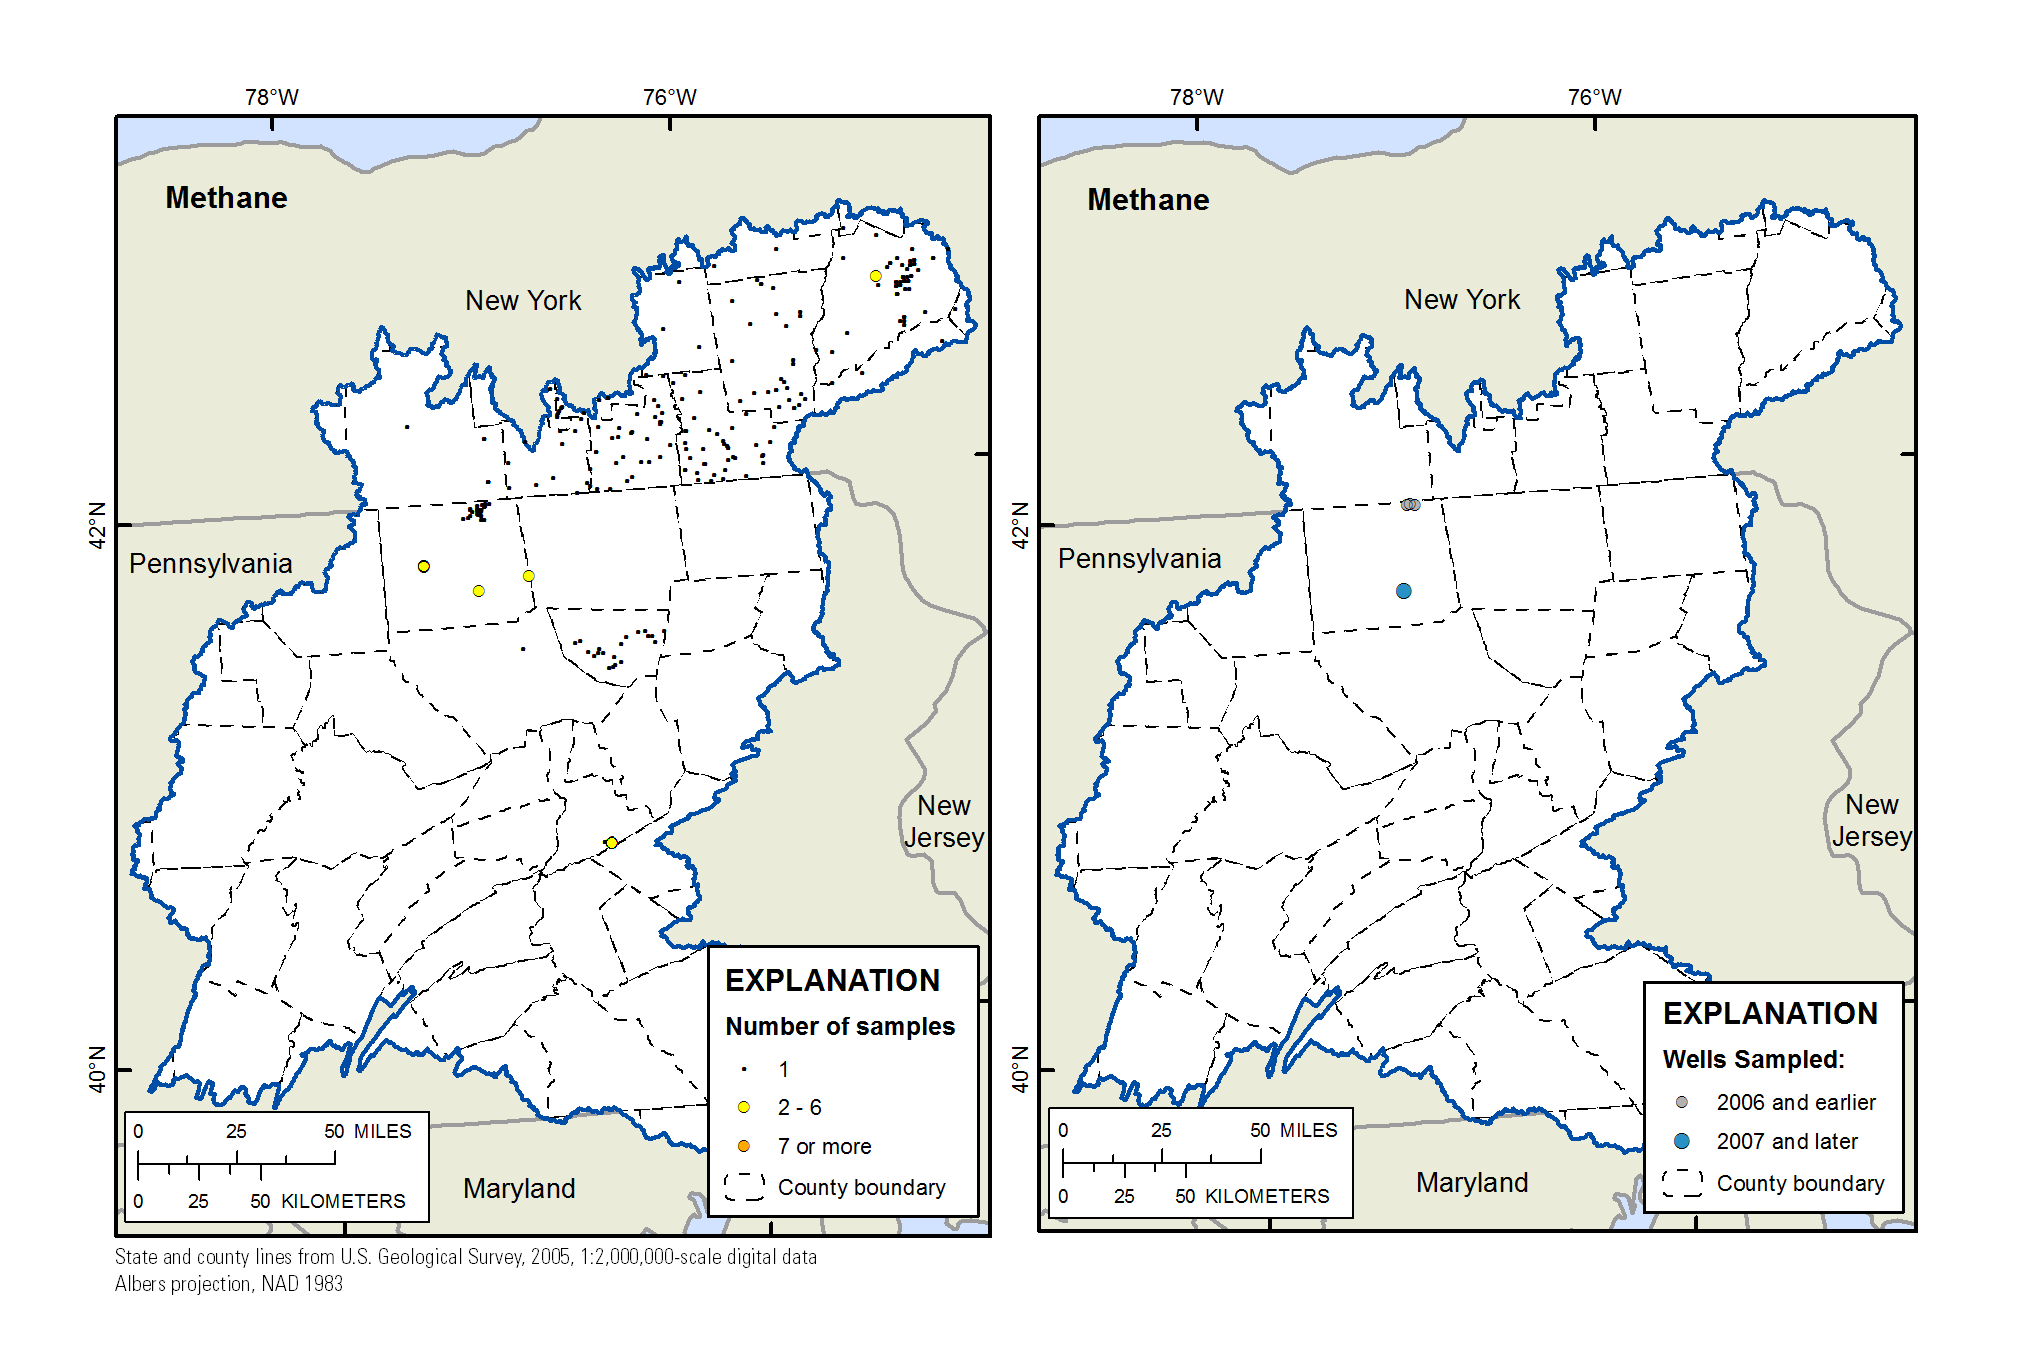 78°W
76°W
Methane
New York
42°N
Pennsylvania
New
Jersey
40°N
EXPLANATION
Number of samples
1
2 - 6
7 or more
County boundary
0 25 50 MILES
0 25 50 KILOMETERS
Maryland
State and county lines from U.S. Geological Survey, 2005, 1:2,000,000-scale digital data
Albers projection, NAD 1983
78°W
76°W
Methane
New York
42°N
Pennsylvania
New
Jersey
40°N
EXPLANATION
Wells Sampled:
2006 and earlier
2007 and later
County boundary
0 25 50 MILES
0 25 50 KILOMETERS
Maryland